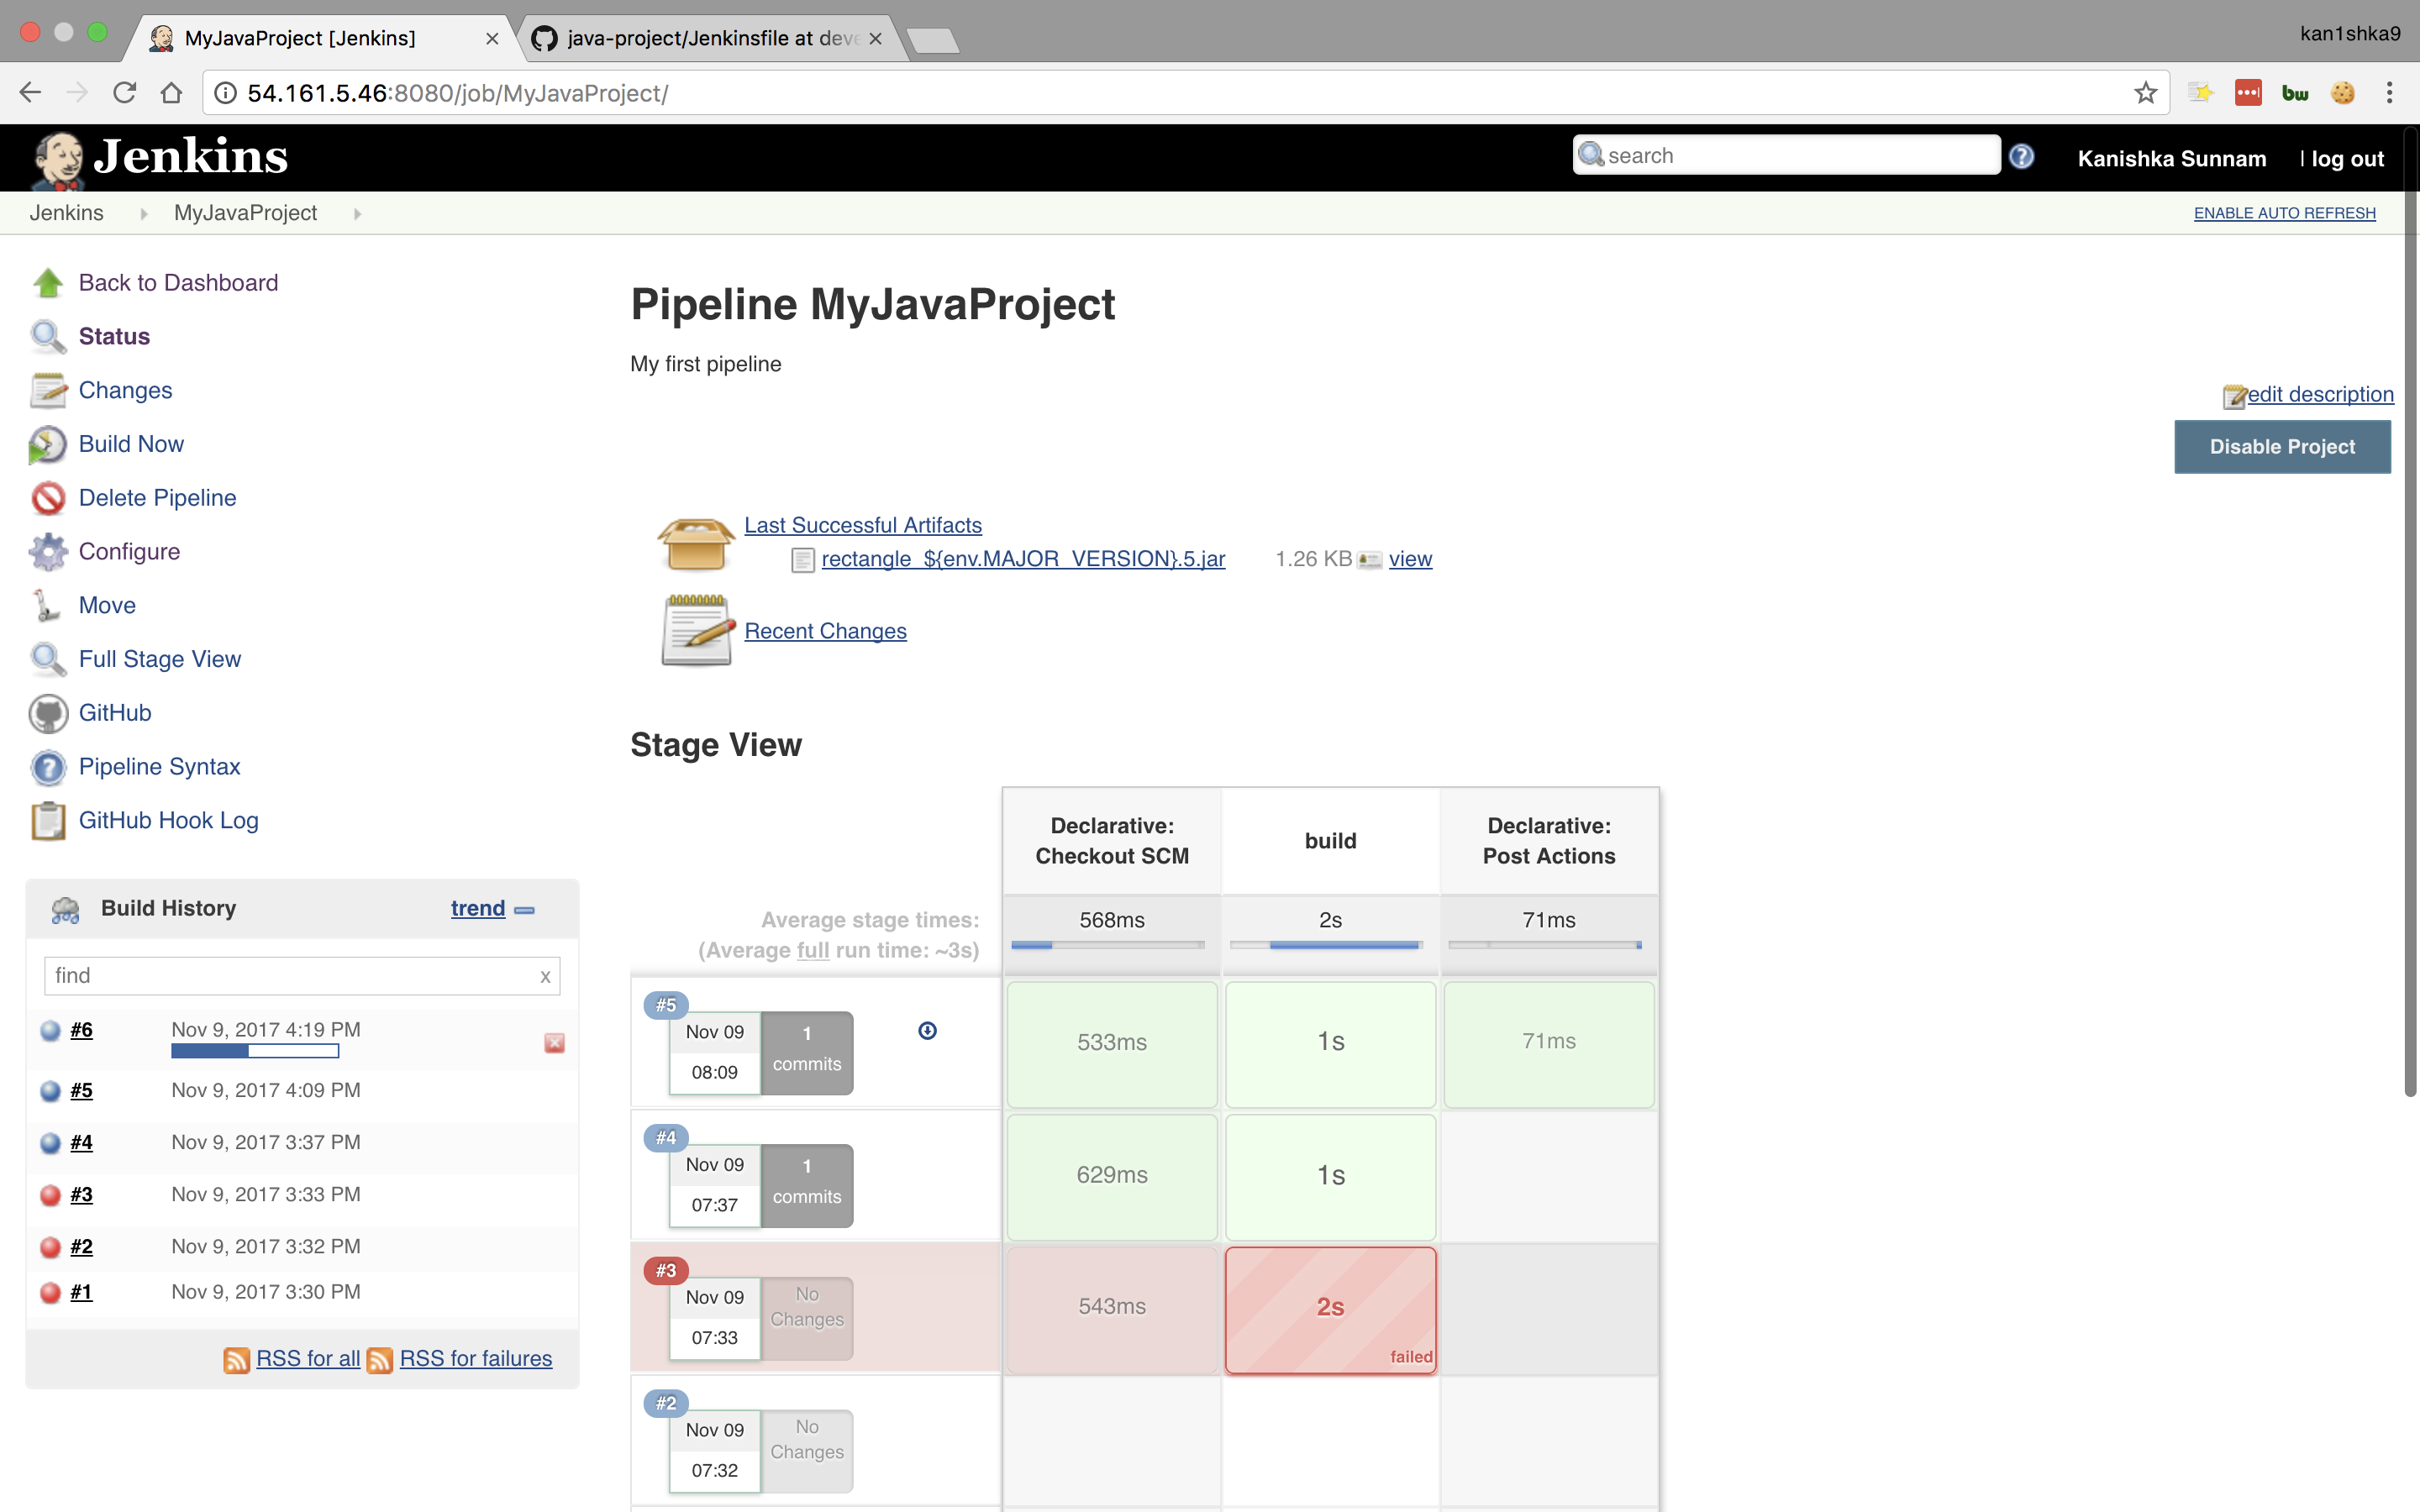 MyJavaProject [Jenkins]
java-project/Jenkinsfile at deve
kan1shka9
54.161.5.46:8080/job/MyJavaProject/
bw
Jenkins
search
Kanishka Sunnam
| log out
Jenkins
MyJavaProject
ENABLE AUTO REFRESH
Back to Dashboard
Status
Changes
Build Now
Delete Pipeline
Configure
Move
Full Stage View
GitHub
Pipeline Syntax
GitHub Hook Log
Build History
trend
find
x
#6 Nov 9, 2017 4:19 PM
#5 Nov 9, 2017 4:09 PM
#4 Nov 9, 2017 3:37 PM
#3 Nov 9, 2017 3:33 PM
#2 Nov 9, 2017 3:32 PM
#1 Nov 9, 2017 3:30 PM
RSS for all RSS for failures
Pipeline MyJavaProject
My first pipeline
edit description
Disable Project
Last Successful Artifacts
rectangle_${env.MAJOR_VERSION}.5.jar 1.26 KB view
Recent Changes
Stage View
Declarative:
Checkout SCM
build
Declarative:
Post Actions
Average stage times:
(Average full run time: ~3s)
568ms
2s
71ms
#5
Nov 09
08:09
1
commits
533ms
1s
71ms
#4
Nov 09
07:37
1
commits
629ms
1s
#3
Nov 09
07:33
No
Changes
543ms
2s
failed
#2
Nov 09
07:32
No
Changes